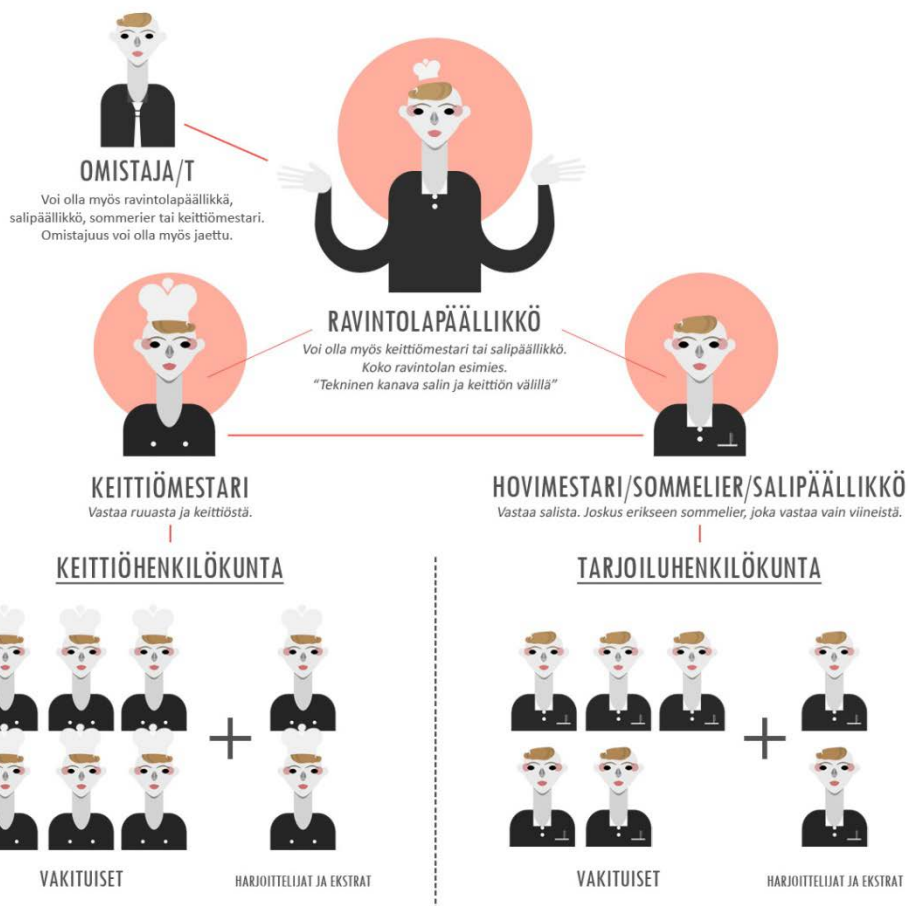 OMISTAJA/T
Voi olla myös ravintolapäällikkä,
salipäällikkö, sommerier tai keittiömestari.
Omistajuus voi olla myös jaettu.
RAVINTOLAPÄÄLLIKKÖ
Voi olla myös keittiömestari tai salipäällikkö.
Koko ravintolan esimies.
“Tekninen kanava salin ja keittiön välillä”
KEITTIÖMESTARI
Vastaa ruuasta ja keittiöstä.
HOVIMESTARI/SOMMELIER/SALIPÄÄLLIKKÖ
Vastaa salista. Joskus erikseen sommelier, joka vastaa vain viineistä.
KEITTIÖHENKILÖKUNTA
TARJOILUHENKILÖKUNTA
VAKITUISET
HARJOITTELIJAT JA EKSTRAT
VAKITUISET
HARJOITTELIJAT JA EKSTRAT